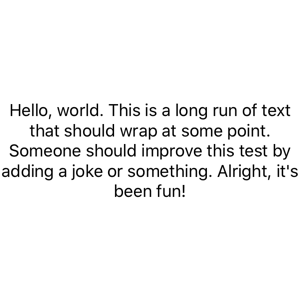 Hello, world. This is a long run of text
that should wrap at some point.
Someone should improve this test by
adding a joke or something. Alright, it's
been fun!